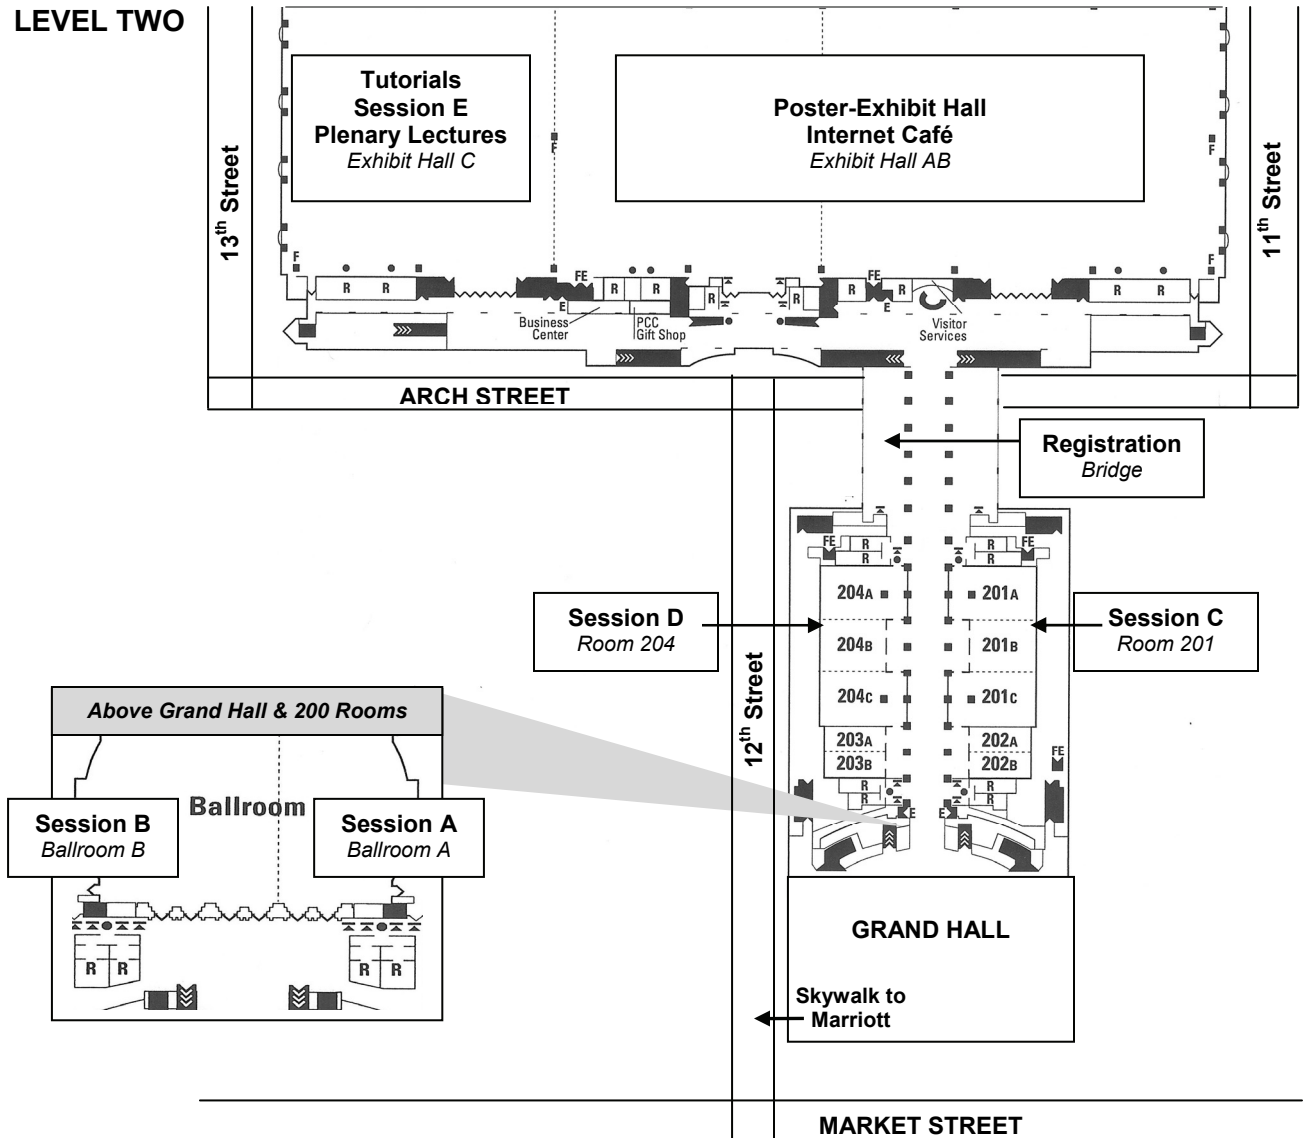 LEVEL TWO
Tutorials
Session E
Plenary Lectures
Exhibit Hall C
Poster-Exhibit Hall
Internet Café
Exhibit Hall AB
13th Street
11th Street
F
F
F
F
R
R
FE
R
R
R
R
R
FE
R
R
R
E
E
Business
Center
PCC
Gift Shop
Visitor
Services
ARCH STREET
Registration
Bridge
FE
R
R
R
R
FE
204A
201A
Session D
Room 204
Session C
Room 201
204B
201B
204C
201C
12th Street
203A
202A
203B
202B
FE
R
R
R
R
E
E
Above Grand Hall & 200 Rooms
Ballroom
Session B
Ballroom B
Session A
Ballroom A
R
R
R
R
GRAND HALL
Skywalk to
Marriott
MARKET STREET